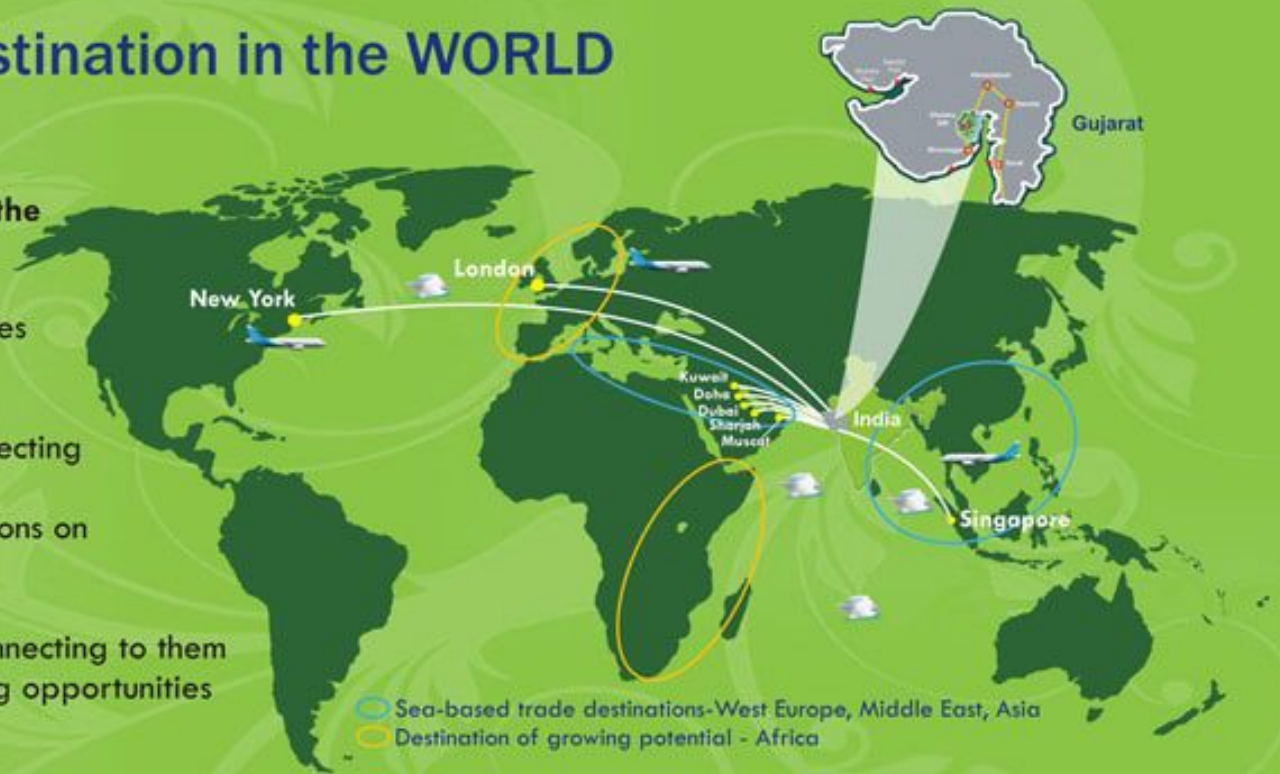 stination in the WORLD
Gujarat
the
London
New York
es
Kuwait
Doha
Dubai
Sharjah
Muscat
India
ecting
Singapore
ons on
nnecting to them
g opportunities
Sea-based trade destinations-West Europe, Middle East, Asia
Destination of growing potential - Africa